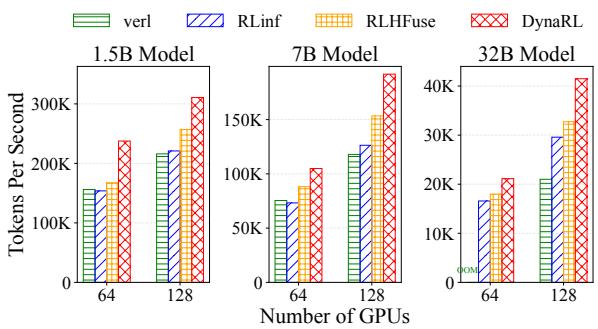 verl RLinf RLHFuse DynaRL
1.5B Model 7B Model 32B Model
Tokens Per Second
300K
200K
100K
0
64 128
150K
100K
50K
0
64 128
40K
30K
20K
10K
0
OOM
64 128
Number of GPUs